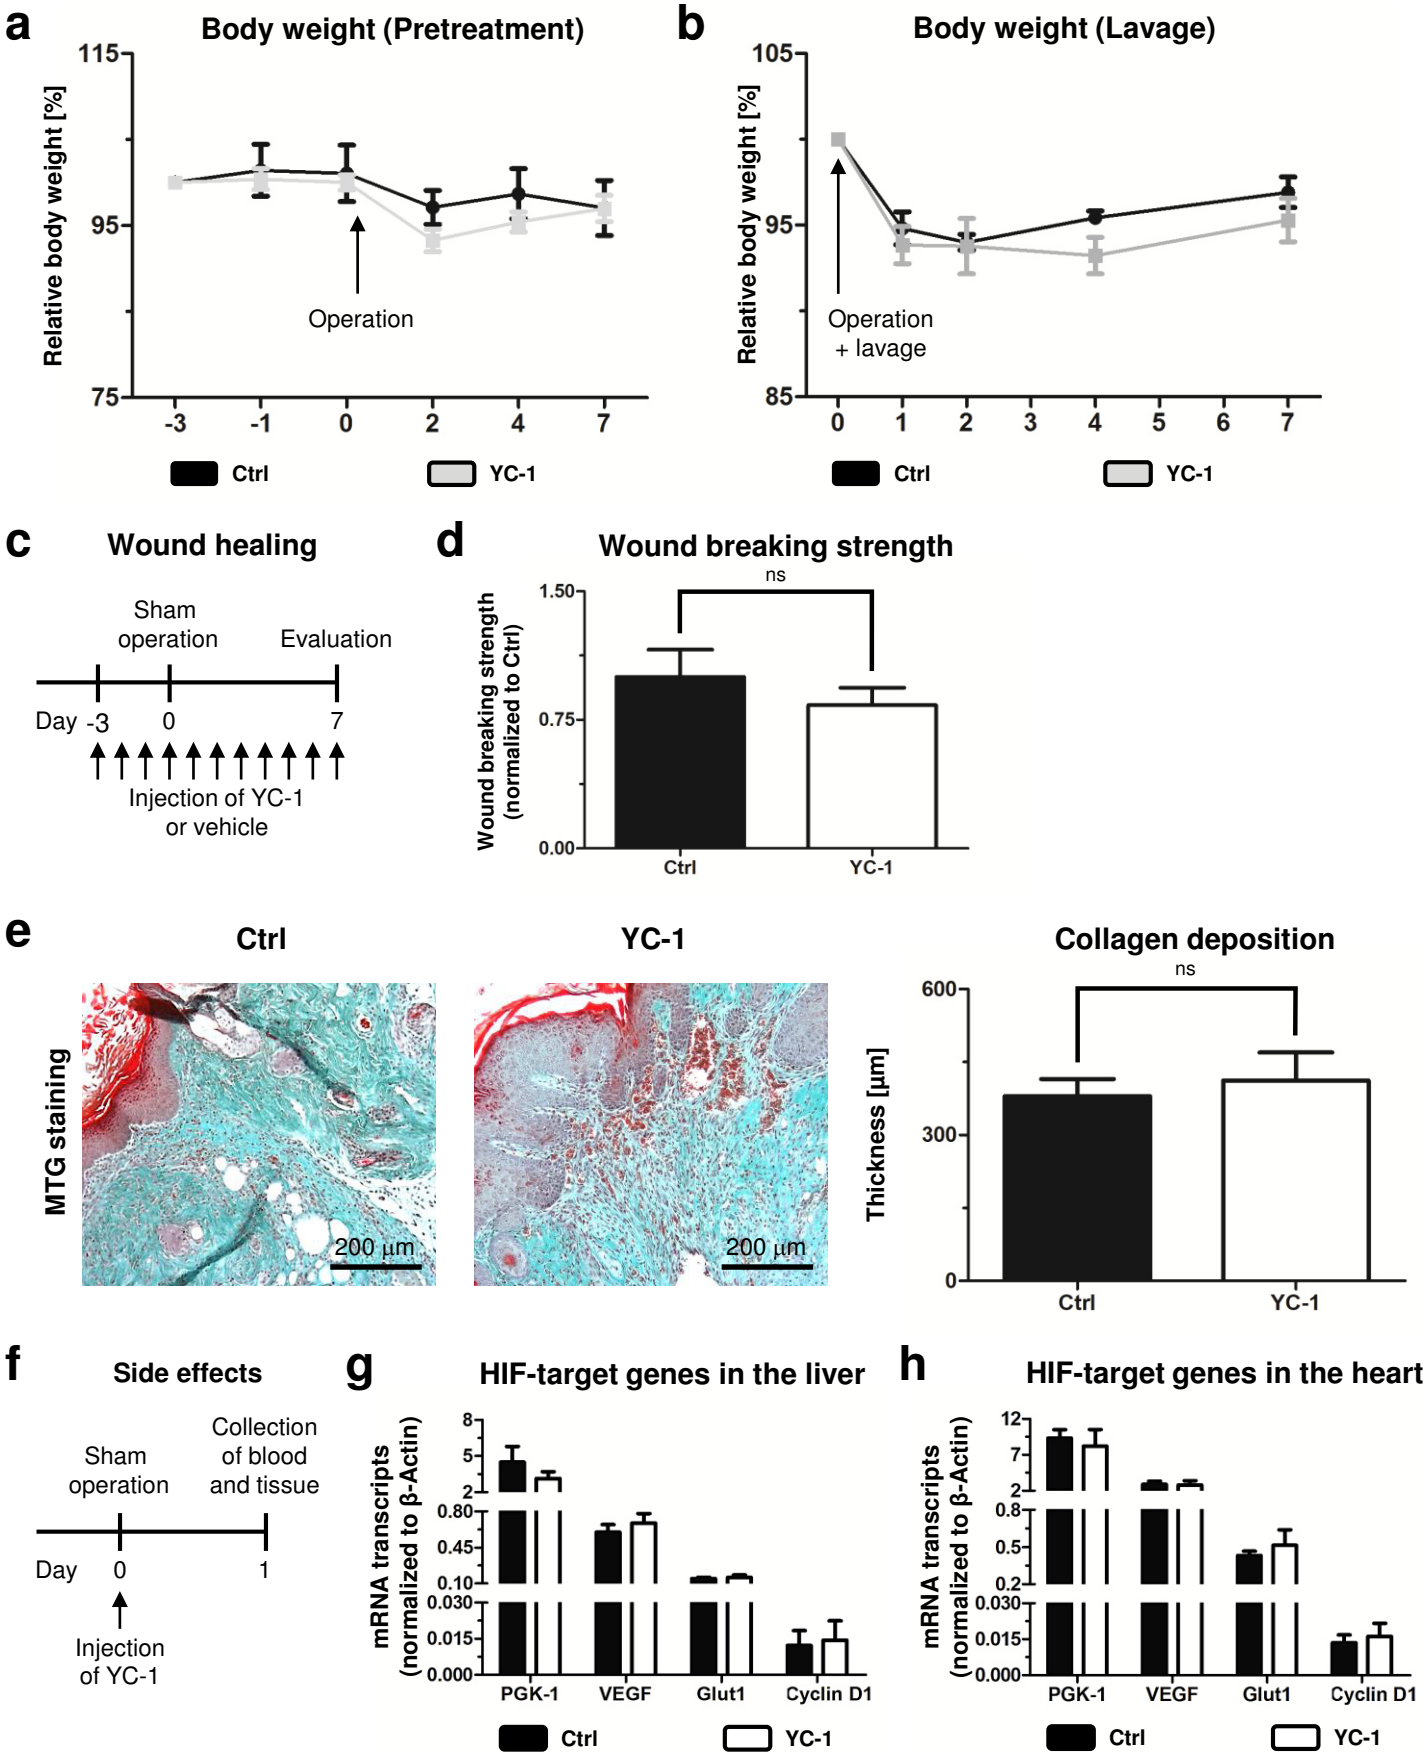 a
Body weight (Pretreatment)
Relative body weight [%]
115
95
75
Operation
-3 -1 0 2 4 7
Ctrl YC-1
b
Body weight (Lavage)
Relative body weight [%]
105
95
85
Operation
+ lavage
0 1 2 3 4 5 6 7
Ctrl YC-1
c
Wound healing
Sham
operation
Evaluation
Day -3 0 7
Injection of YC-1
or vehicle
d
Wound breaking strength
ns
Wound breaking strength
(normalized to Ctrl)
1.50
0.75
0.00
Ctrl YC-1
e
Ctrl
YC-1
MTG staining
200 µm
200 µm
Collagen deposition
ns
Thickness [µm]
600
300
0
Ctrl YC-1
f
Side effects
Sham
operation
Collection
of blood
and tissue
Day 0 1
Injection
of YC-1
g
HIF-target genes in the liver
mRNA transcripts
(normalized to β-Actin)
8
5
2
0.80
0.45
0.10
0.030
0.015
0.000
PGK-1 VEGF Glut1 Cyclin D1
Ctrl YC-1
h
HIF-target genes in the heart
mRNA transcripts
(normalized to β-Actin)
12
7
2
0.8
0.5
0.2
0.030
0.015
0.000
PGK-1 VEGF Glut1 Cyclin D1
Ctrl YC-1